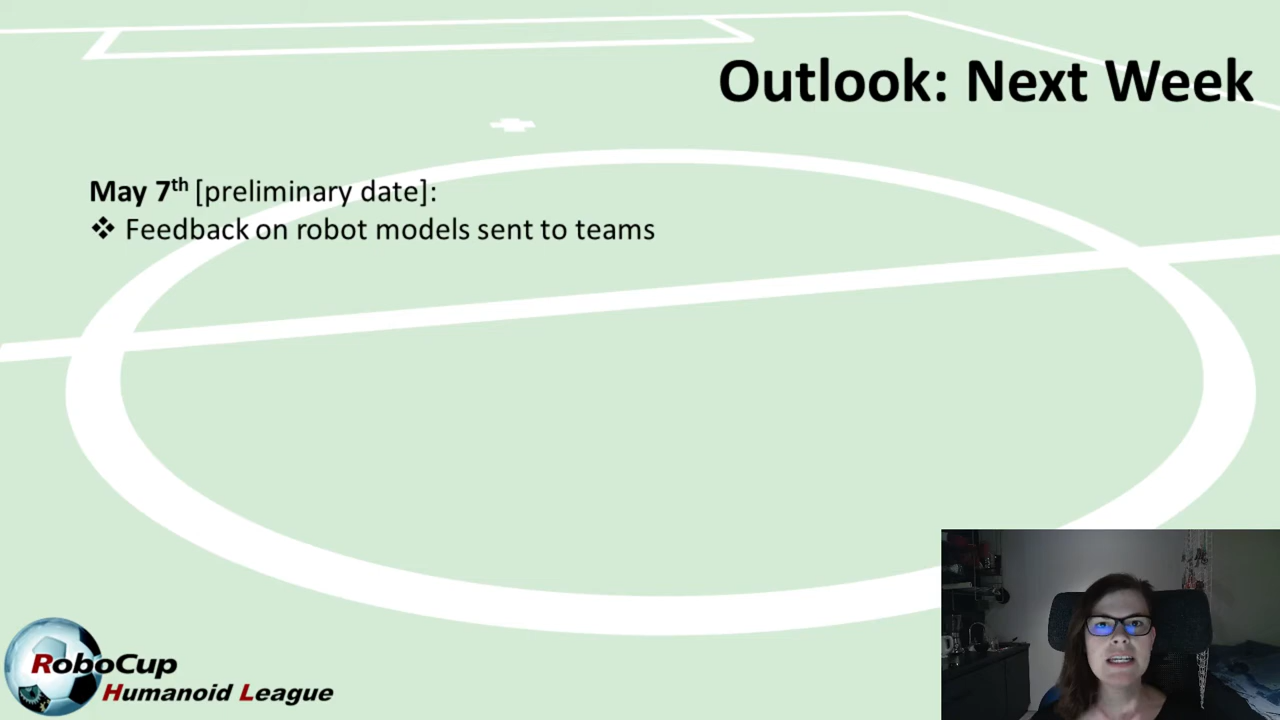 Outlook: Next Week
May 7th [preliminary date]:
❖ Feedback on robot models sent to teams
RoboCup
Humanoid League